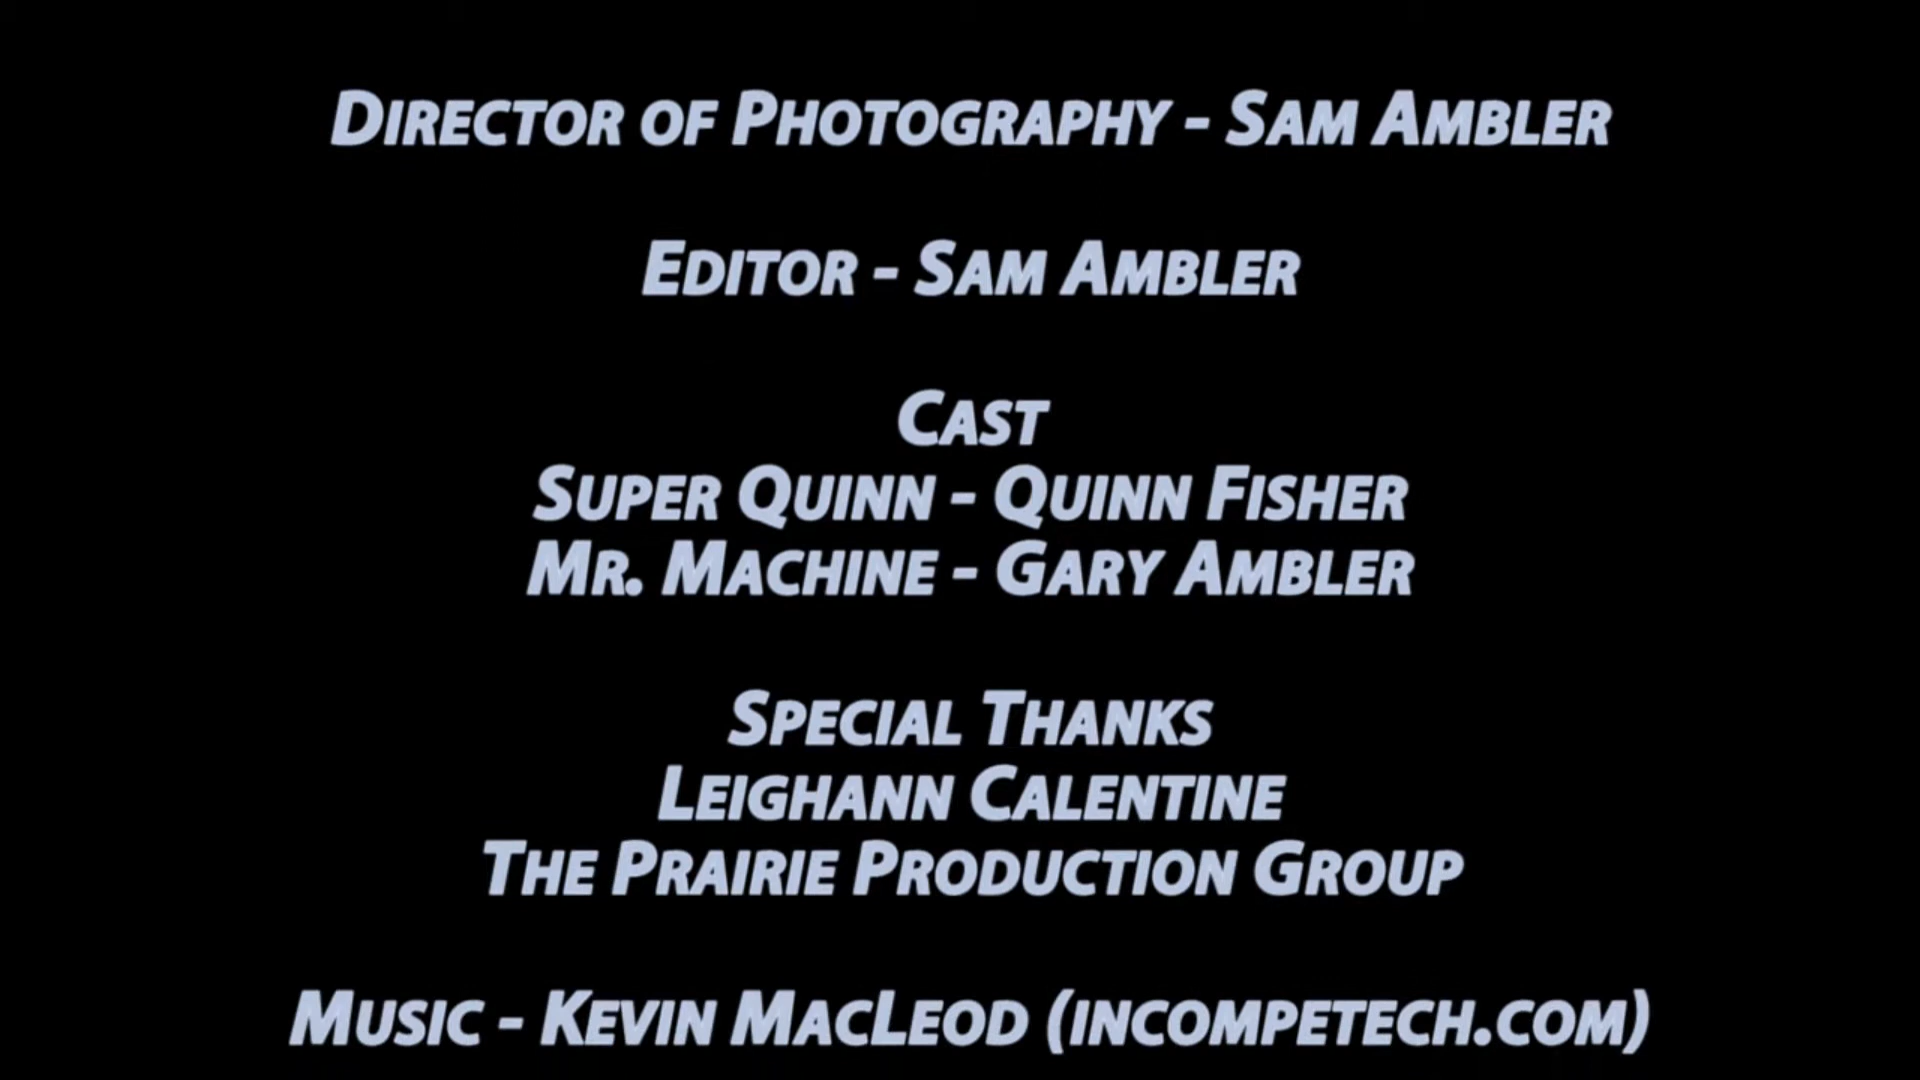 Director of Photography - Sam Ambler
Editor - Sam Ambler
Cast
Super Quinn - Quinn Fisher
Mr. Machine - Gary Ambler
Special Thanks
Leighann Calentine
The Prairie Production Group
Music - Kevin MacLeod (incompetech.com)